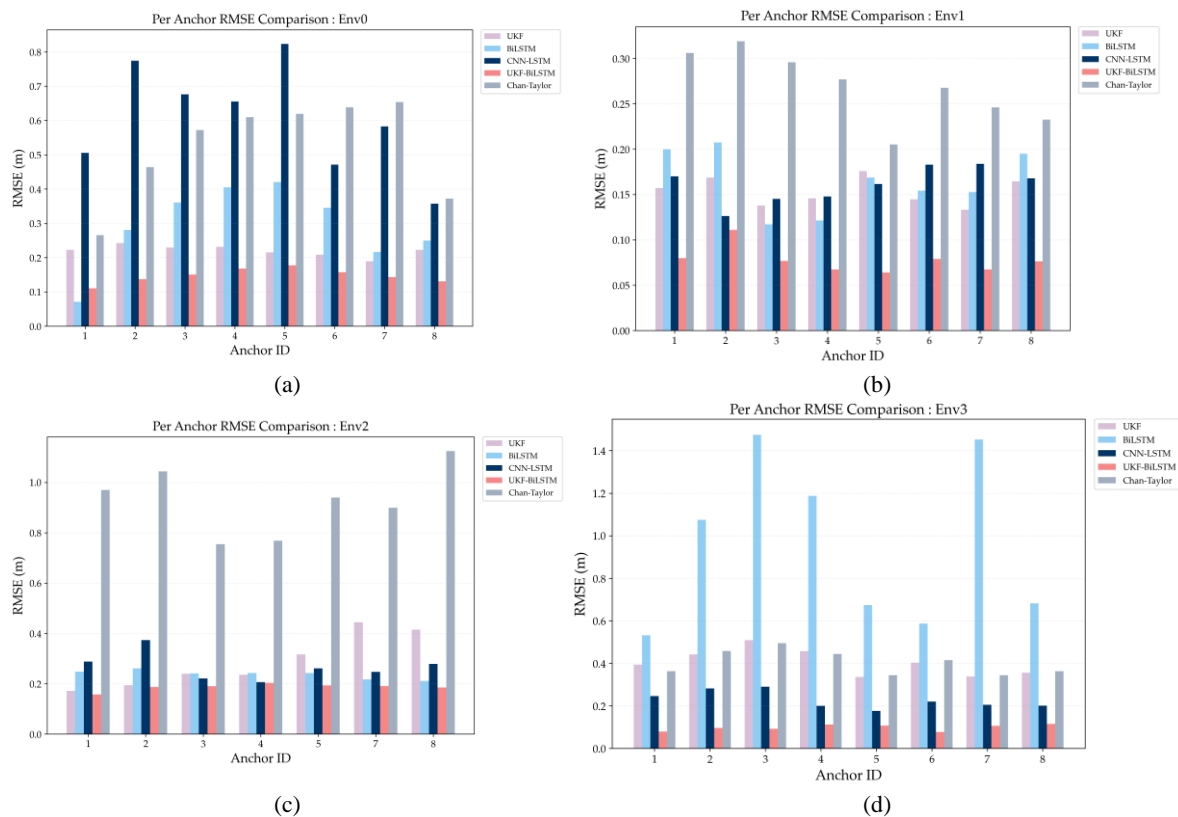 Per Anchor RMSE Comparison : Env0
UKF
BiLSTM
CNN-LSTM
UKF-BiLSTM
Chan-Taylor
RMSE (m)
0.8
0.7
0.6
0.5
0.4
0.3
0.2
0.1
0.0
1 2 3 4 5 6 7 8
Anchor ID
(a)
Per Anchor RMSE Comparison : Env1
UKF
BiLSTM
CNN-LSTM
UKF-BiLSTM
Chan-Taylor
RMSE (m)
0.30
0.25
0.20
0.15
0.10
0.05
0.00
1 2 3 4 5 6 7 8
Anchor ID
(b)
Per Anchor RMSE Comparison : Env2
UKF
BiLSTM
CNN-LSTM
UKF-BiLSTM
Chan-Taylor
RMSE (m)
1.0
0.8
0.6
0.4
0.2
0.0
1 2 3 4 5 7 8
Anchor ID
(c)
Per Anchor RMSE Comparison : Env3
UKF
BiLSTM
CNN-LSTM
UKF-BiLSTM
Chan-Taylor
RMSE (m)
1.4
1.2
1.0
0.8
0.6
0.4
0.2
0.0
1 2 3 4 5 6 7 8
Anchor ID
(d)